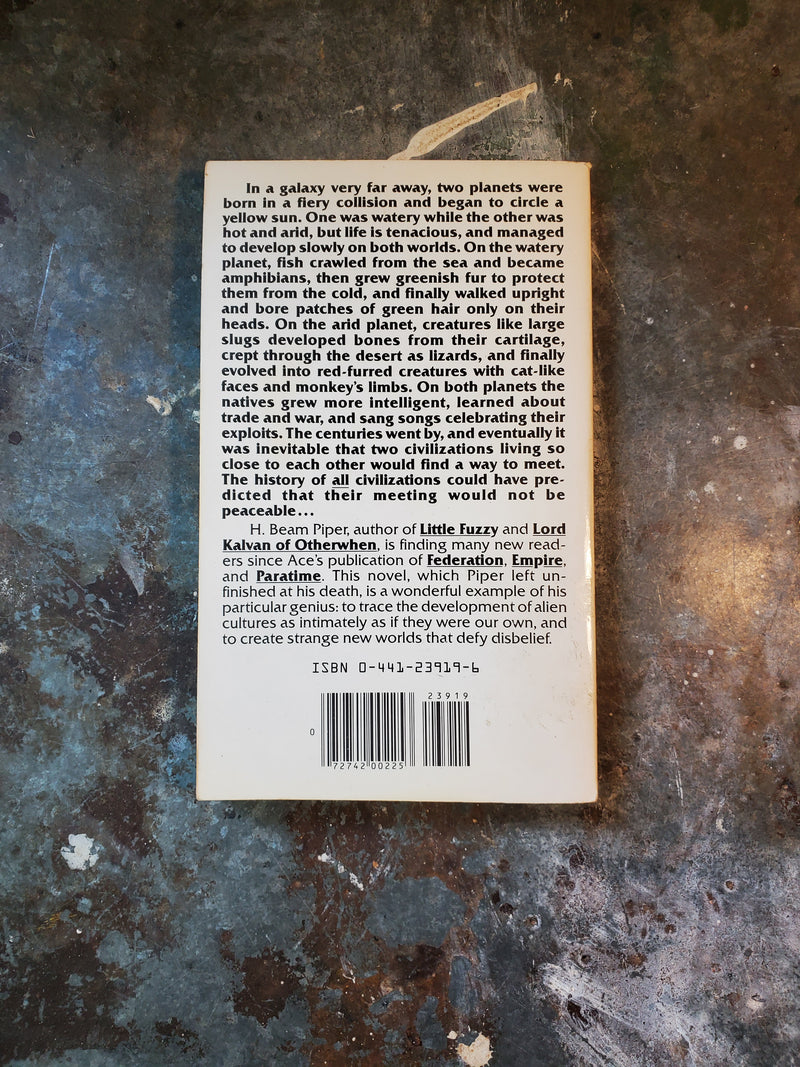 In a galaxy very far away, two planets were
born in a fiery collision and began to circle a
yellow sun. One was watery while the other was
hot and arid, but life is tenacious, and managed
to develop slowly on both worlds. On the watery
planet, fish crawled from the sea and became
amphibians, then grew greenish fur to protect
them from the cold, and finally walked upright
and bore patches of green hair only on their
heads. On the arid planet, creatures like large
slugs developed bones from their cartilage,
crept through the desert as lizards, and finally
evolved into red-furred creatures with cat-like
faces and monkey's limbs. On both planets the
natives grew more intelligent, learned about
trade and war, and sang songs celebrating their
exploits. The centuries went by, and eventually it
was inevitable that two civilizations living so
close to each other would find a way to meet.
The history of all civilizations could have pre-
dicted that their meeting would not be
peaceable...
H. Beam Piper, author of Little Fuzzy and Lord
Kalvan of Otherwhen, is finding many new read-
ers since Ace's publication of Federation, Empire,
and Paratime. This novel, which Piper left un-
finished at his death, is a wonderful example of his
particular genius: to trace the development of alien
cultures as intimately as if they were our own, and
to create strange new worlds that defy disbelief.
ISBN 0-441-23919-6
23919
0
72742 00225